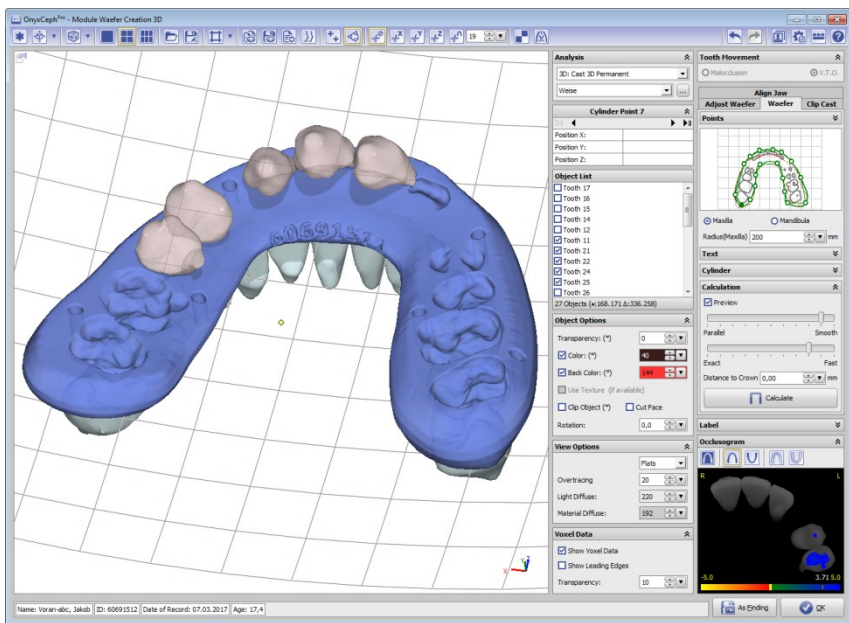 OnyxCeph³™ - Module Waefer Creation 3D
19
Analysis
3D: Cast 3D Permanent
Weise
...
Cylinder Point 7
Position X:
Position Y:
Position Z:
Object List
Tooth 17
Tooth 16
Tooth 15
Tooth 14
Tooth 12
Tooth 11
Tooth 21
Tooth 22
Tooth 24
Tooth 25
Tooth 26
27 Objects (•:168.171 Δ:336.258)
Object Options
Transparency: (*) 0
Color: (*) 40
Back Color: (*) 144
Use Texture (if available)
Clip Object (*) Cut Face
Rotation: 0,0
View Options
Flats
Overtracing 20
Light Diffuse: 220
Material Diffuse: 192
Voxel Data
Show Voxel Data
Show Leading Edges
Transparency: 10
Tooth Movement
Malocclusion V.T.O.
Align Jaw
Adjust Waefer Waefer Clip Cast
Points
Maxilla Mandibula
Radius(Maxilla) 200 mm
Text
Cylinder
Calculation
Preview
Parallel Smooth
Exact Fast
Distance to Crown 0,00 mm
Calculate
Label
Occlusogram
R L
-5.0 3.71 5.0
X Y Z
Name: Voran-abc, Jakob ID: 60691512 Date of Record: 07.03.2017 Age: 17,4
As Finding OK